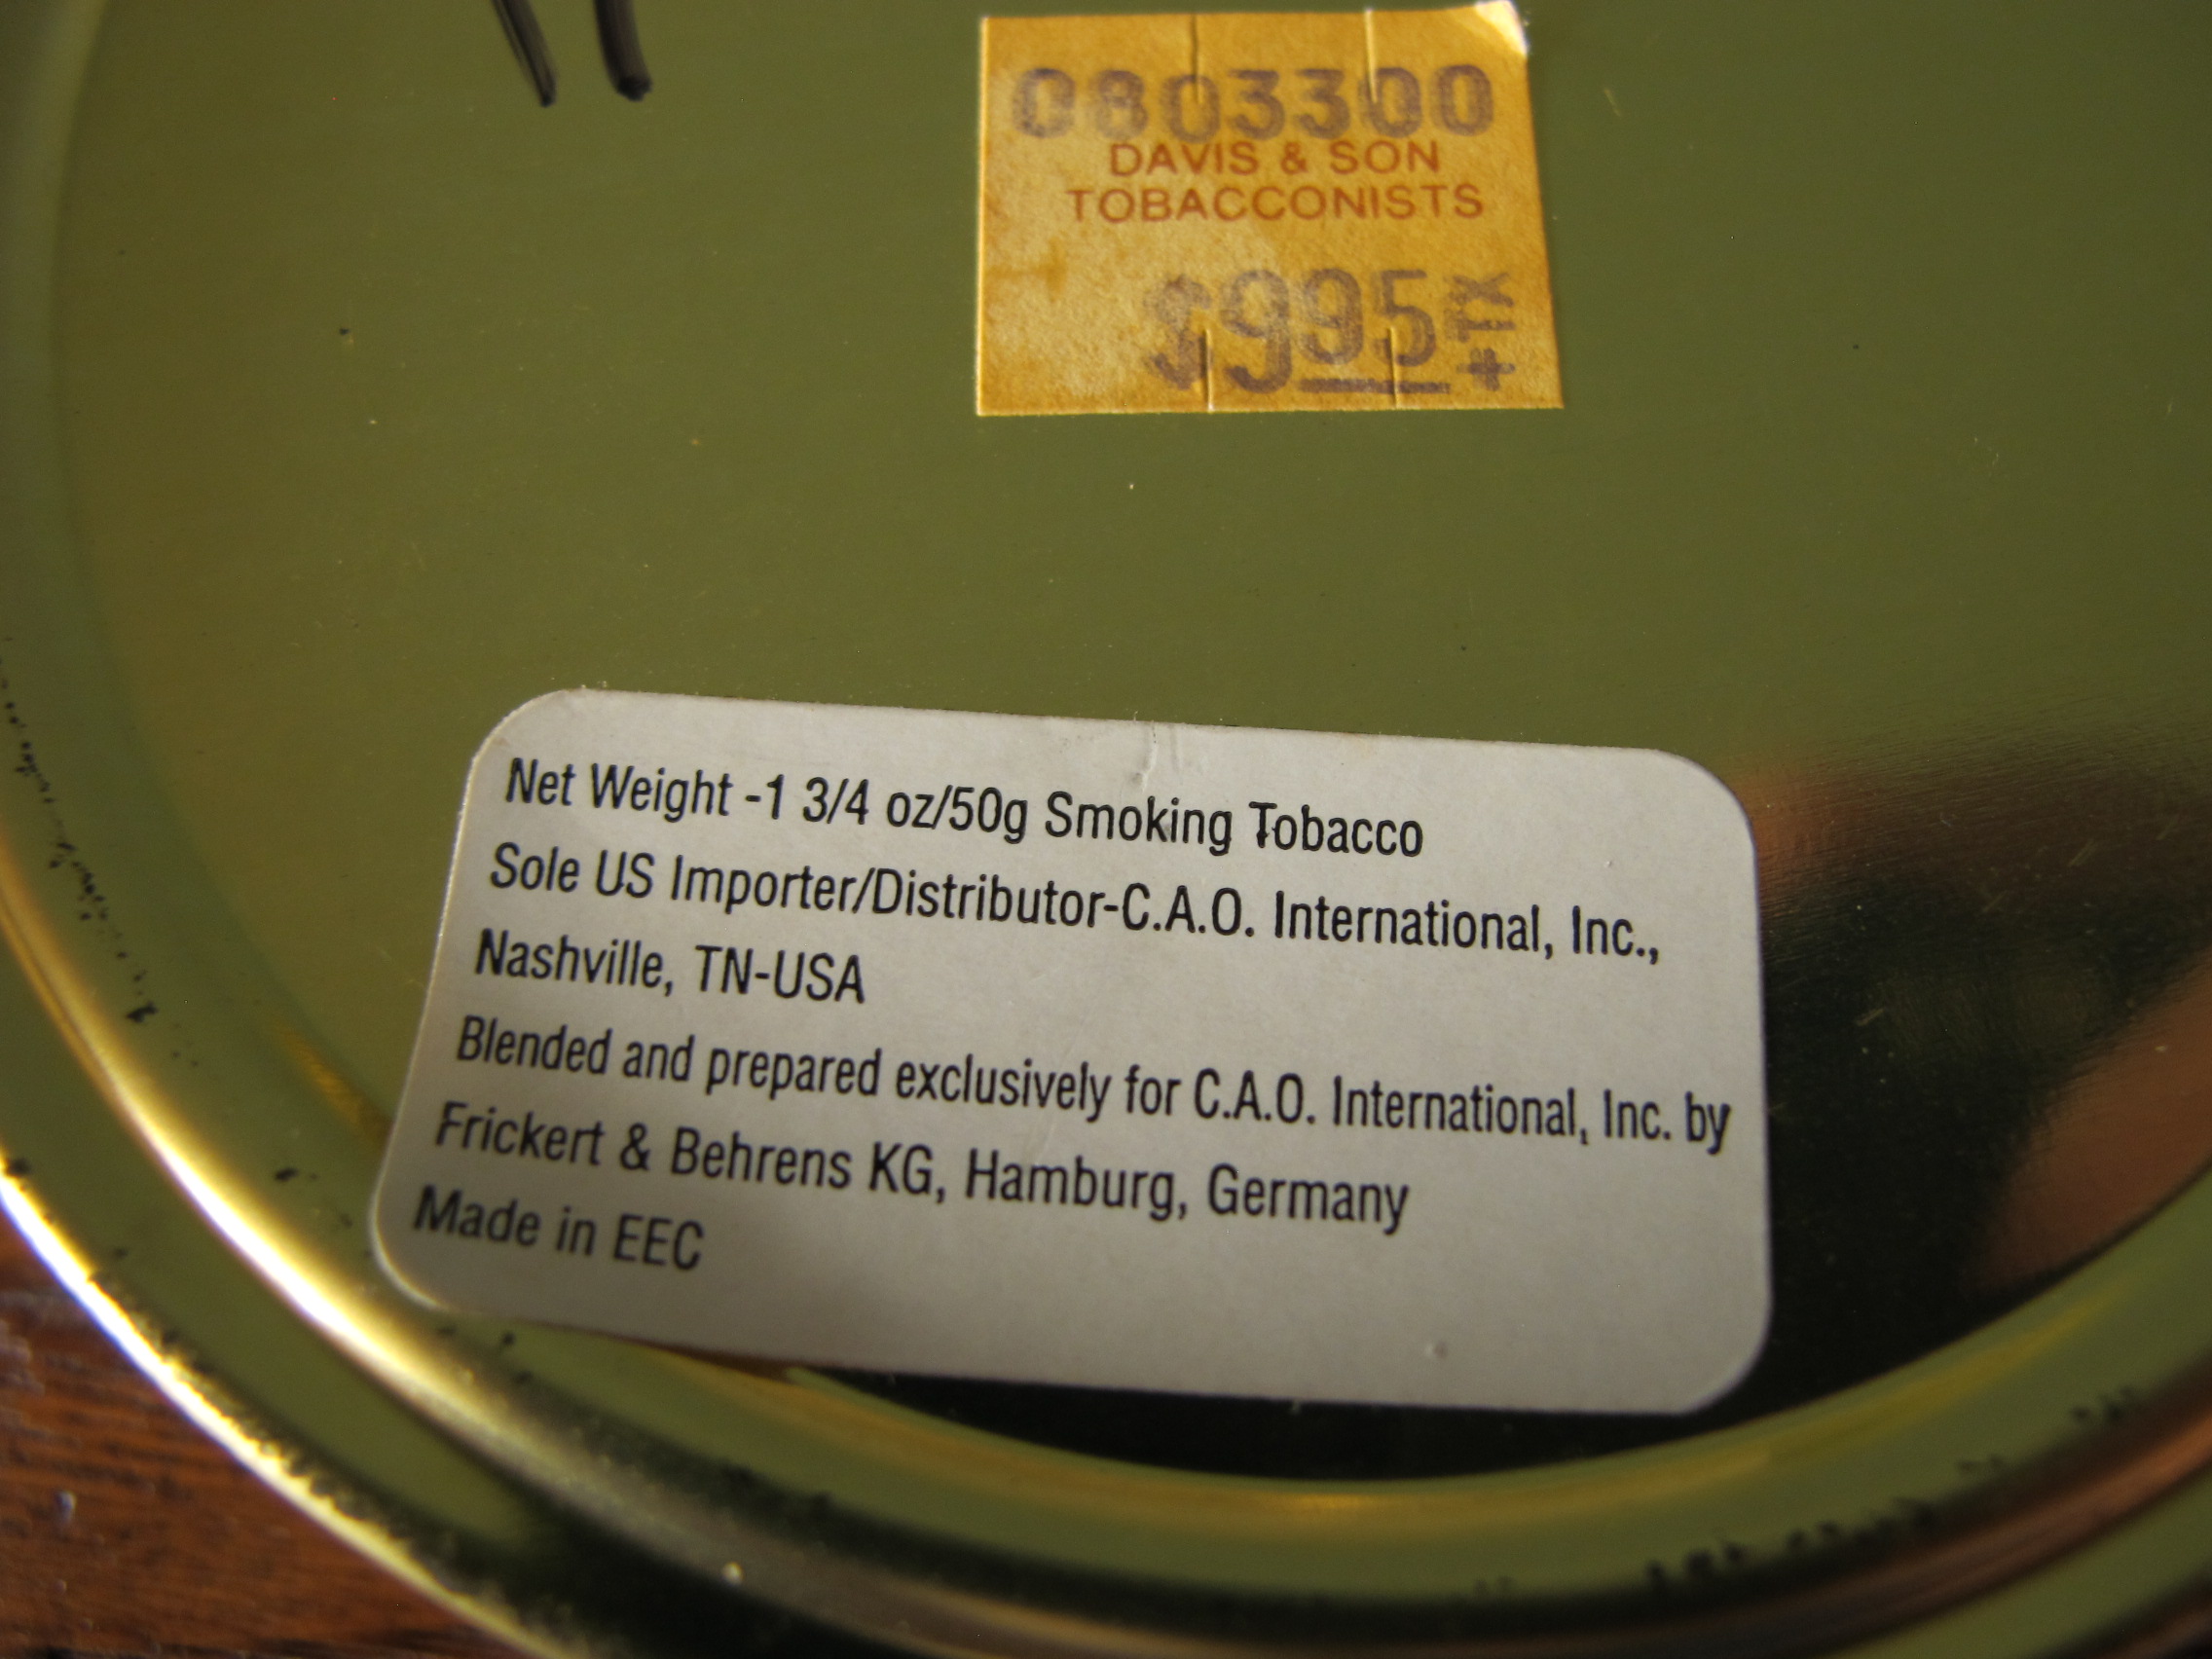 0803300
DAVIS & SON
TOBACCONISTS
$995 +TX
Net Weight -1 3/4 oz/50g Smoking Tobacco
Sole US Importer/Distributor-C.A.O. International, Inc.,
Nashville, TN-USA
Blended and prepared exclusively for C.A.O. International, Inc. by
Frickert & Behrens KG, Hamburg, Germany
Made in EEC